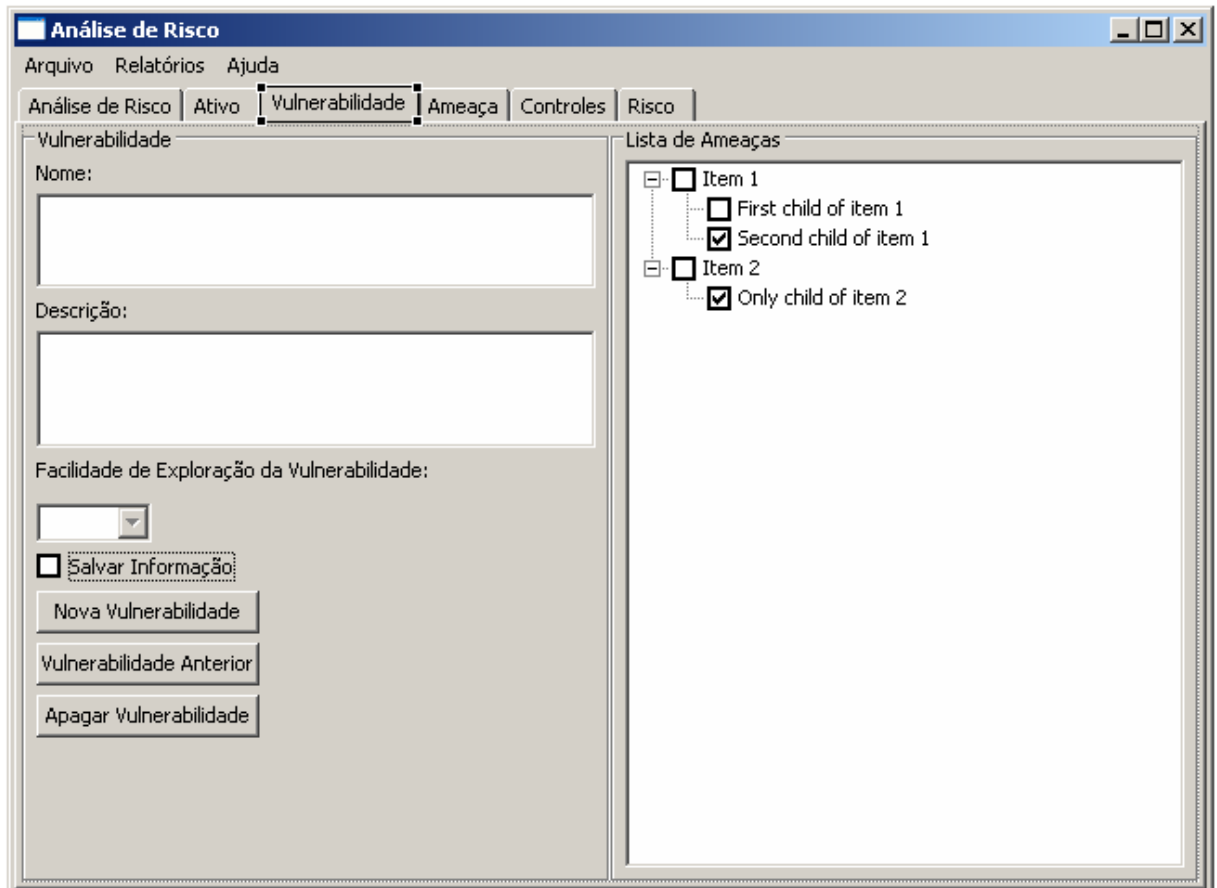 Análise de Risco
Arquivo Relatórios Ajuda
Análise de Risco Ativo Vulnerabilidade Ameaça Controles Risco
Vulnerabilidade
Nome:
Descrição:
Facilidade de Exploração da Vulnerabilidade:
Salvar Informação
Nova Vulnerabilidade
Vulnerabilidade Anterior
Apagar Vulnerabilidade
Lista de Ameaças
Item 1
First child of item 1
Second child of item 1
Item 2
Only child of item 2